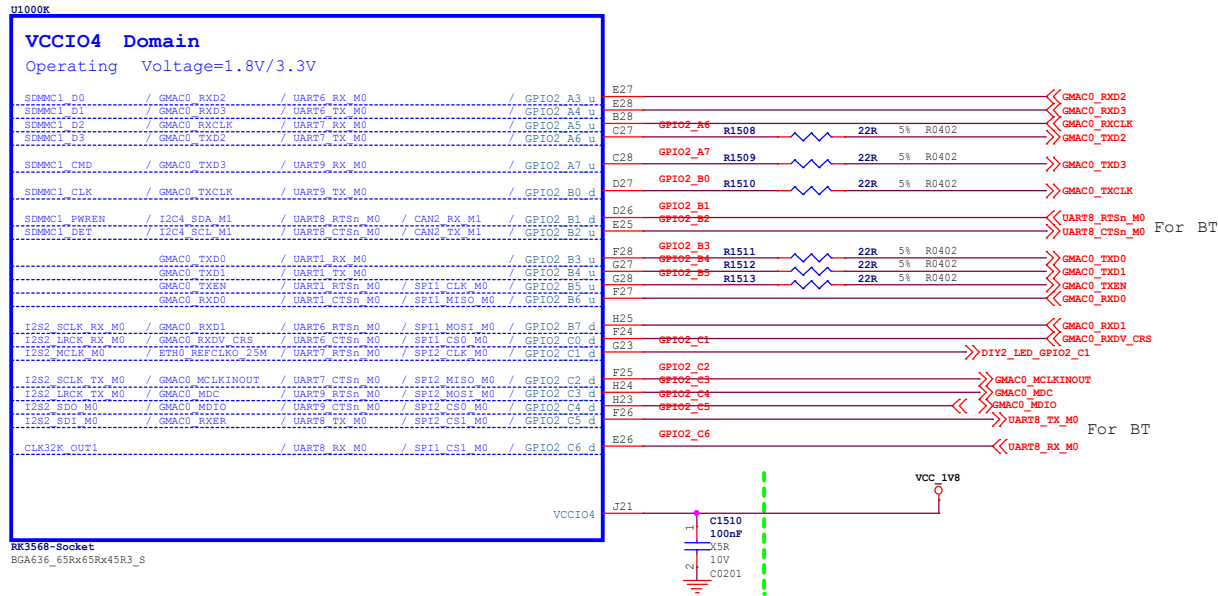 U1000K
VCCIO4 Domain
Operating Voltage=1.8V/3.3V
SDMMC1_D0 / GMAC0_RXD2 / UART6_RX_M0 / GPIO2_A3_u E27 GMAC0_RXD2
SDMMC1_D1 / GMAC0_RXD3 / UART6_TX_M0 / GPIO2_A4_u E28 GMAC0_RXD3
SDMMC1_D2 / GMAC0_RXCLK / UART7_RX_M0 / GPIO2_A5_u B28 GMAC0_RXCLK
SDMMC1_D3 / GMAC0_TXD2 / UART7_TX_M0 / GPIO2_A6_u C27 GPIO2_A6 R1508 22R 5% R0402 GMAC0_TXD2
SDMMC1_CMD / GMAC0_TXD3 / UART9_RX_M0 / GPIO2_A7_u C28 GPIO2_A7 R1509 22R 5% R0402 GMAC0_TXD3
SDMMC1_CLK / GMAC0_TXCLK / UART9_TX_M0 / GPIO2_B0_d D27 GPIO2_B0 R1510 22R 5% R0402 GMAC0_TXCLK
SDMMC1_PWREN / I2C4_SDA_M1 / UART8_RTSn_M0 / CAN2_RX_M1 / GPIO2_B1_d D26 GPIO2_B1 UART8_RTSn_M0
SDMMC1_DET / I2C4_SCL_M1 / UART8_CTSn_M0 / CAN2_TX_M1 / GPIO2_B2_u E25 GPIO2_B2 UART8_CTSn_M0 For BT
GMAC0_TXD0 / UART1_RX_M0 / GPIO2_B3_u F28 GPIO2_B3 R1511 22R 5% R0402 GMAC0_TXD0
GMAC0_TXD1 / UART1_TX_M0 / GPIO2_B4_u G27 GPIO2_B4 R1512 22R 5% R0402 GMAC0_TXD1
GMAC0_TXEN / UART1_RTSn_M0 / SPI1_CLK_M0 / GPIO2_B5_u G28 GPIO2_B5 R1513 22R 5% R0402 GMAC0_TXEN
GMAC0_RXD0 / UART1_CTSn_M0 / SPI1_MISO_M0 / GPIO2_B6_u F27 GMAC0_RXD0
I2S2_SCLK_RX_M0 / GMAC0_RXD1 / UART6_RTSn_M0 / SPI1_MOSI_M0 / GPIO2_B7_d H25 GMAC0_RXD1
I2S2_LRCK_RX_M0 / GMAC0_RXDV_CRS / UART6_CTSn_M0 / SPI1_CS0_M0 / GPIO2_C0_d F24 GMAC0_RXDV_CRS
I2S2_MCLK_M0 / ETH0_REFCLKO_25M / UART7_RTSn_M0 / SPI2_CLK_M0 / GPIO2_C1_d G23 GPIO2_C1 DIY2_LED_GPIO2_C1
I2S2_SCLK_TX_M0 / GMAC0_MCLKINOUT / UART7_CTSn_M0 / SPI2_MISO_M0 / GPIO2_C2_d F25 GPIO2_C2 GMAC0_MCLKINOUT
I2S2_LRCK_TX_M0 / GMAC0_MDC / UART9_RTSn_M0 / SPI2_MOSI_M0 / GPIO2_C3_d H24 GPIO2_C3 GMAC0_MDC
I2S2_SDO_M0 / GMAC0_MDIO / UART9_CTSn_M0 / SPI2_CS0_M0 / GPIO2_C4_d H23 GPIO2_C4 GMAC0_MDIO
I2S2_SDI_M0 / GMAC0_RXER / UART8_TX_M0 / SPI2_CS1_M0 / GPIO2_C5_d F26 GPIO2_C5 UART8_TX_M0
For BT
CLK32K_OUT1 / UART8_RX_M0 / SPI1_CS1_M0 / GPIO2_C6_d E26 GPIO2_C6 UART8_RX_M0
VCC_1V8
VCCIO4 J21
1 C1510
100nF
X5R
10V
2 C0201
RK3568-Socket
BGA636_65Rx65Rx45R3_S